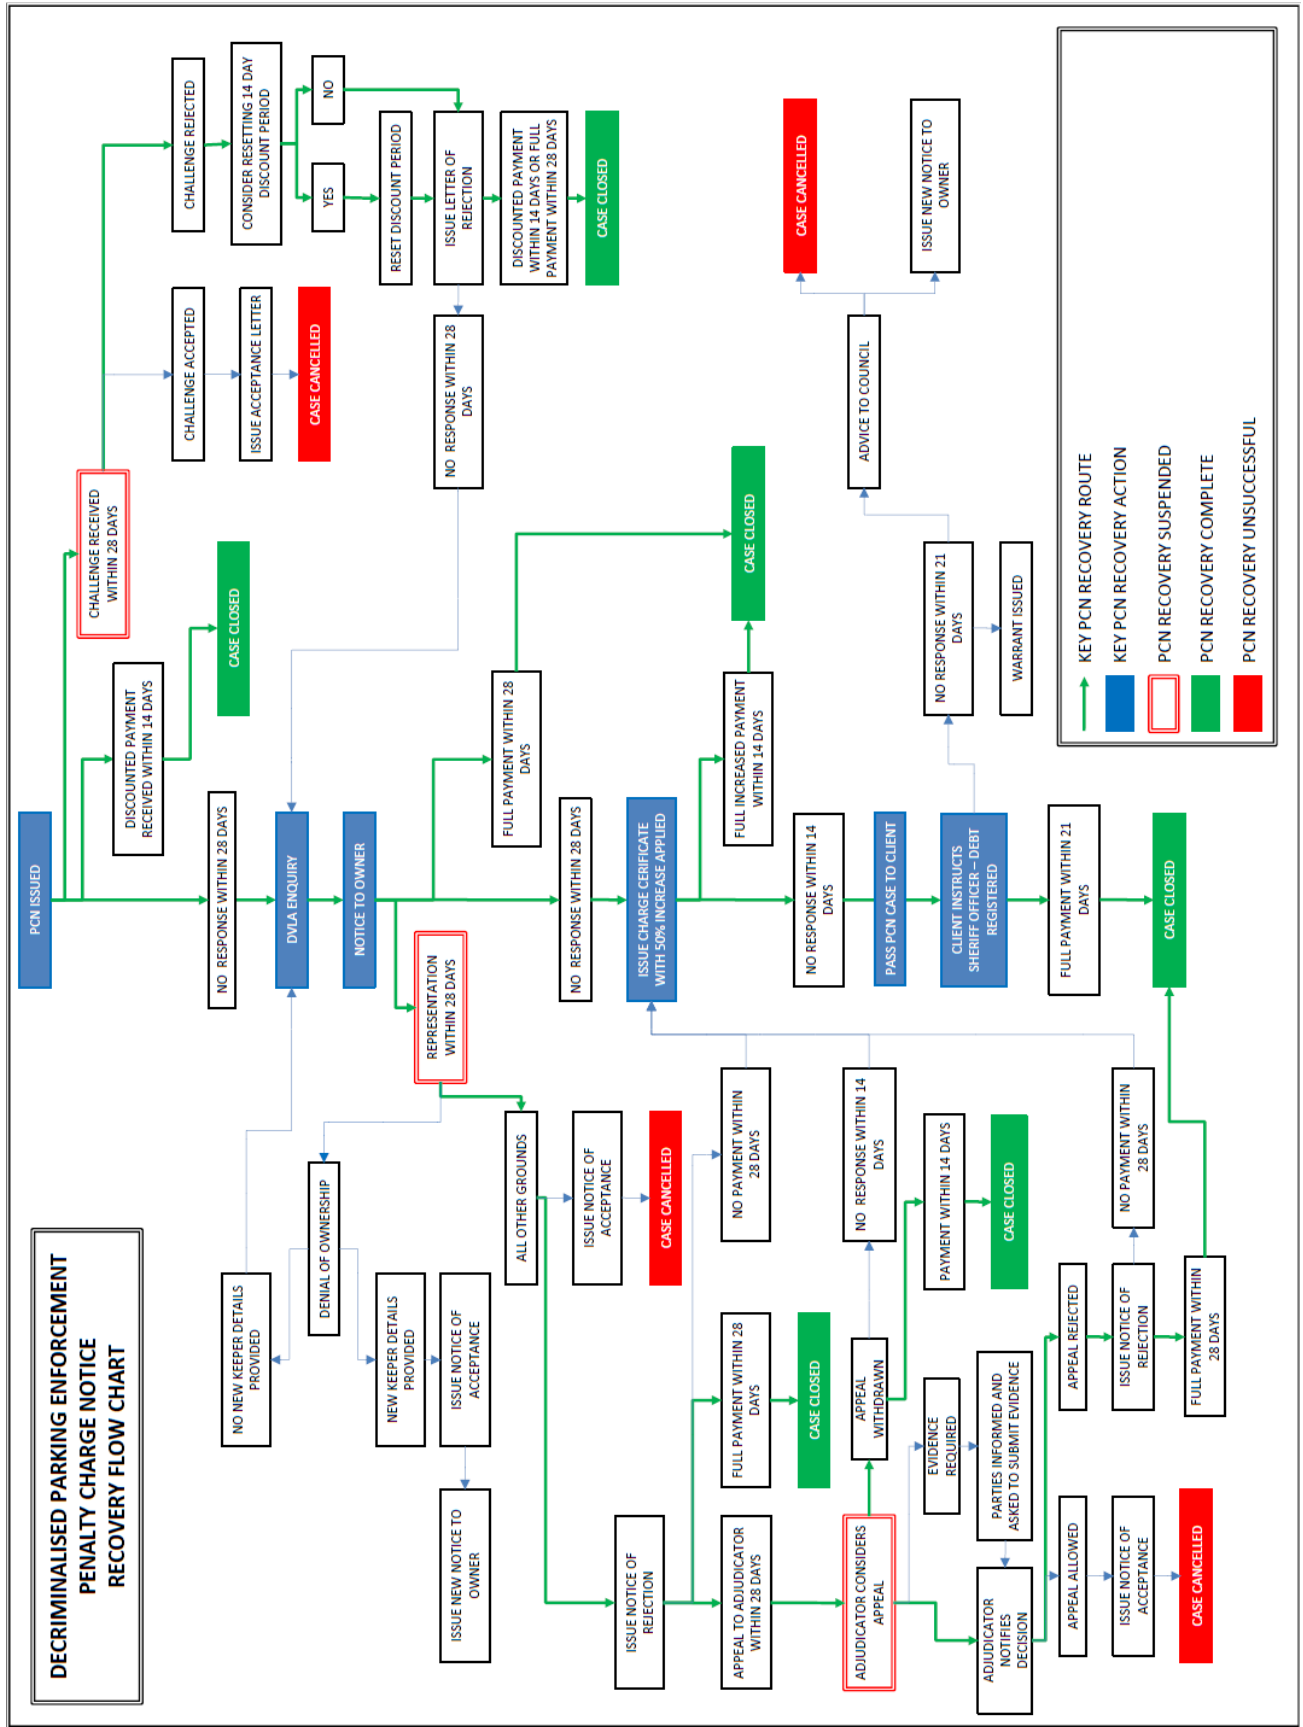 DECRIMINALISED PARKING ENFORCEMENT
PENALTY CHARGE NOTICE
RECOVERY FLOW CHART
PCN ISSUED
CHALLENGE RECEIVED
WITHIN 28 DAYS
DISCOUNTED PAYMENT
RECEIVED WITHIN 14 DAYS
CASE CLOSED
CHALLENGE ACCEPTED
ISSUE ACCEPTANCE LETTER
CASE CANCELLED
CHALLENGE REJECTED
CONSIDER RESETTING 14 DAY
DISCOUNT PERIOD
YES
NO
RESET DISCOUNT PERIOD
ISSUE LETTER OF
REJECTION
DISCOUNTED PAYMENT
WITHIN 14 DAYS OR FULL
PAYMENT WITHIN 28 DAYS
CASE CLOSED
NO RESPONSE WITHIN 28
DAYS
NO RESPONSE WITHIN 28 DAYS
DVLA ENQUIRY
NOTICE TO OWNER
REPRESENTATION
WITHIN 28 DAYS
NO NEW KEEPER DETAILS
PROVIDED
DENIAL OF OWNERSHIP
NEW KEEPER DETAILS
PROVIDED
ISSUE NOTICE OF
ACCEPTANCE
ISSUE NEW NOTICE TO
OWNER
ALL OTHER GROUNDS
ISSUE NOTICE OF
ACCEPTANCE
CASE CANCELLED
FULL PAYMENT WITHIN 28
DAYS
CASE CLOSED
NO RESPONSE WITHIN 28 DAYS
ISSUE CHARGE CERIFICATE
WITH 50% INCREASE APPLIED
FULL INCREASED PAYMENT
WITHIN 14 DAYS
NO RESPONSE WITHIN 14
DAYS
PASS PCN CASE TO CLIENT
CLIENT INSTRUCTS
SHERIFF OFFICER – DEBT
REGISTERED
FULL PAYMENT WITHIN 21
DAYS
CASE CLOSED
NO RESPONSE WITHIN 21
DAYS
WARRANT ISSUED
ADVICE TO COUNCIL
CASE CANCELLED
ISSUE NEW NOTICE TO
OWNER
ISSUE NOTICE OF
REJECTION
NO PAYMENT WITHIN
28 DAYS
FULL PAYMENT WITHIN 28
DAYS
CASE CLOSED
APPEAL TO ADJUDICATOR
WITHIN 28 DAYS
ADJUDICATOR CONSIDERS
APPEAL
APPEAL
WITHDRAWN
NO RESPONSE WITHIN 14
DAYS
PAYMENT WITHIN 14 DAYS
CASE CLOSED
EVIDENCE
REQUIRED
PARTIES INFORMED AND
ASKED TO SUBMIT EVIDENCE
ADJUDICATOR
NOTIFIES
DECISION
APPEAL REJECTED
ISSUE NOTICE OF
REJECTION
NO PAYMENT WITHIN
28 DAYS
FULL PAYMENT WITHIN
28 DAYS
APPEAL ALLOWED
ISSUE NOTICE OF
ACCEPTANCE
CASE CANCELLED
KEY PCN RECOVERY ROUTE
KEY PCN RECOVERY ACTION
PCN RECOVERY SUSPENDED
PCN RECOVERY COMPLETE
PCN RECOVERY UNSUCCESSFUL